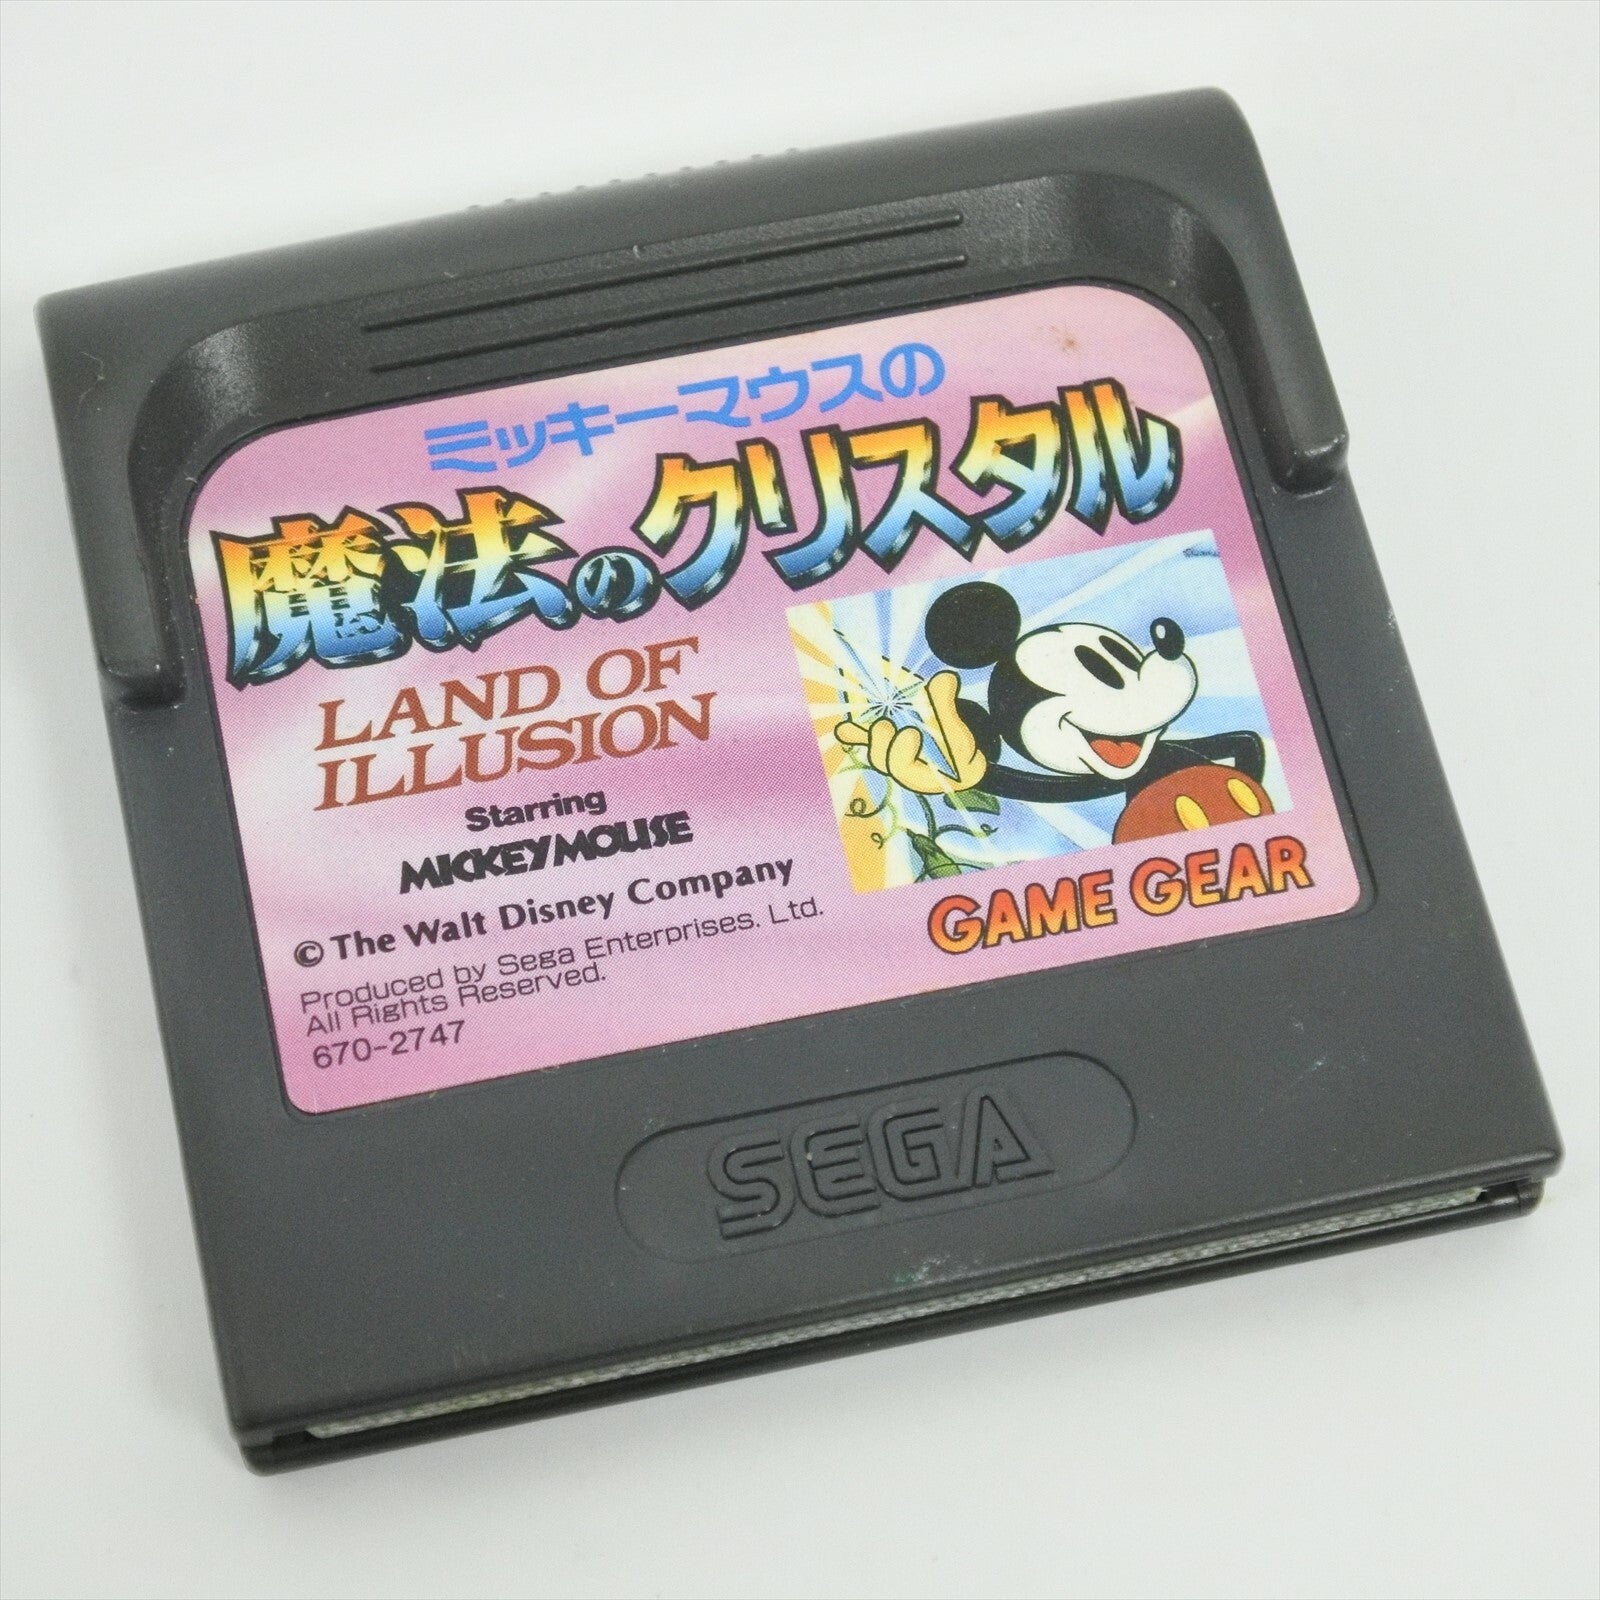 ミッキーマウスの
魔法のクリスタル
LAND OF
ILLUSION
Starring
MICKEY MOUSE
© The Walt Disney Company
Produced by Sega Enterprises. Ltd.
All Rights Reserved.
670-2747
GAME GEAR
SEGA